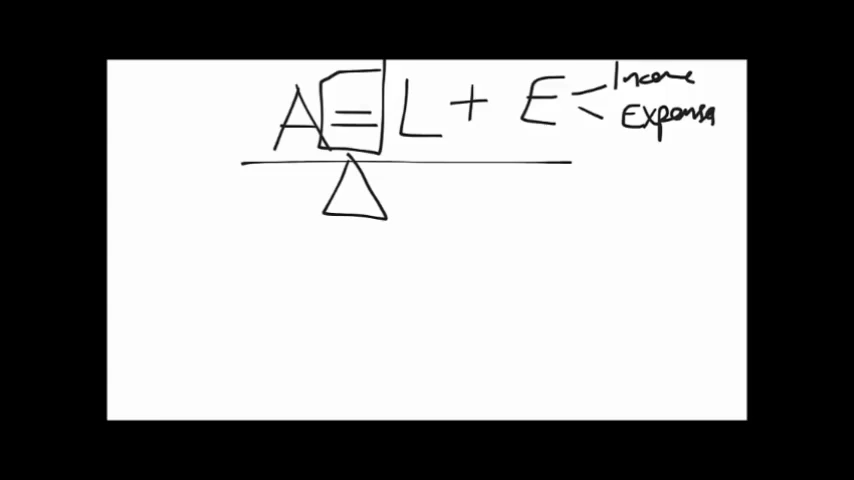 A = L + E < Income
Expense